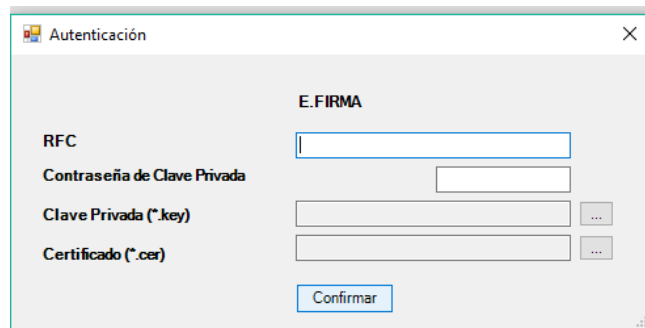 Autenticación
E.FIRMA
RFC
Contraseña de Clave Privada
Clave Privada (*.key)
...
Certificado (*.cer)
...
Confirmar